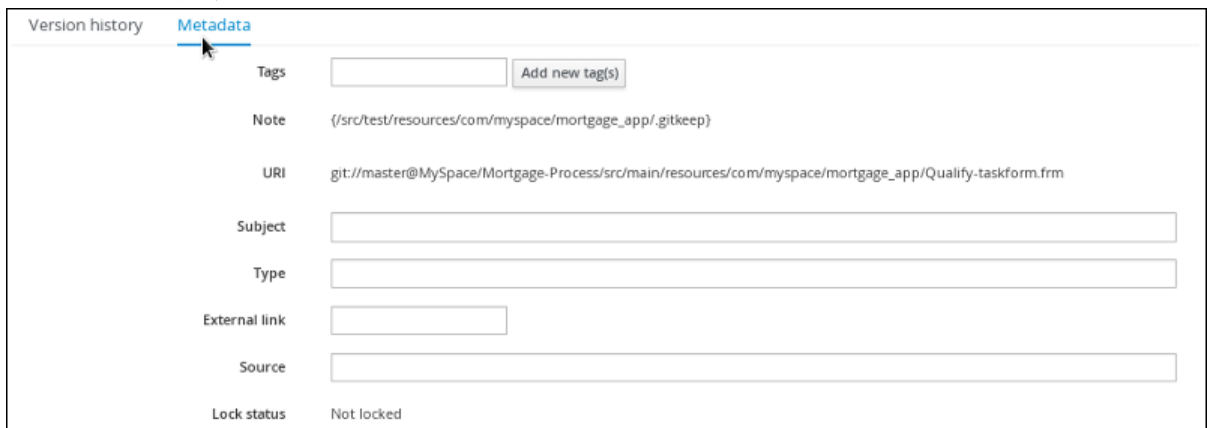 Version history Metadata
Tags Add new tag(s)
Note {/src/test/resources/com/myspace/mortgage_app/.gitkeep}
URI git://master@MySpace/Mortgage-Process/src/main/resources/com/myspace/mortgage_app/Qualify-taskform.frm
Subject
Type
External link
Source
Lock status Not locked